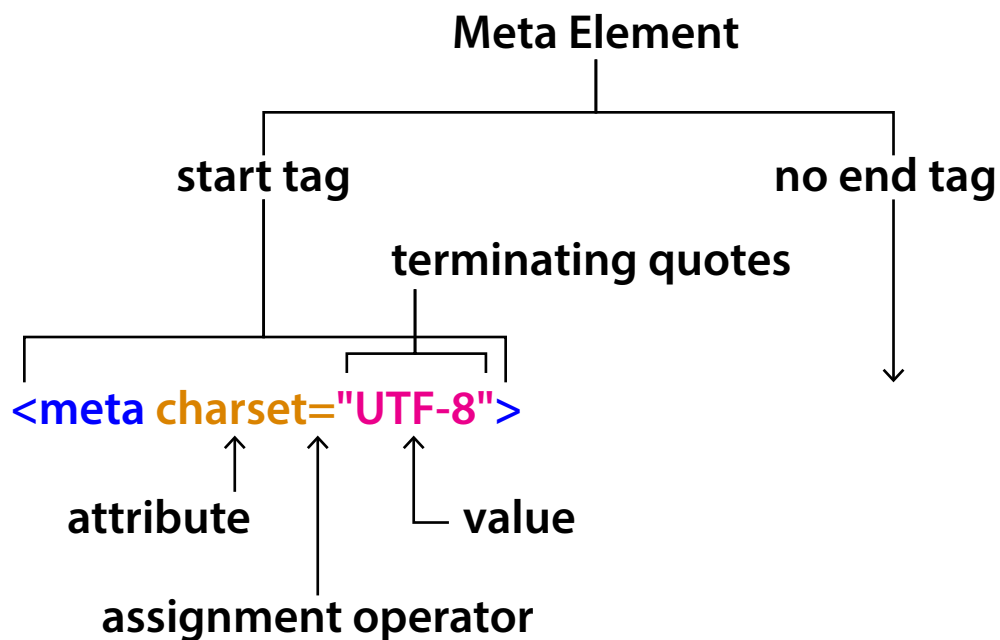 Meta Element
start tag
no end tag
terminating quotes
<meta charset="UTF-8">
attribute
value
assignment operator